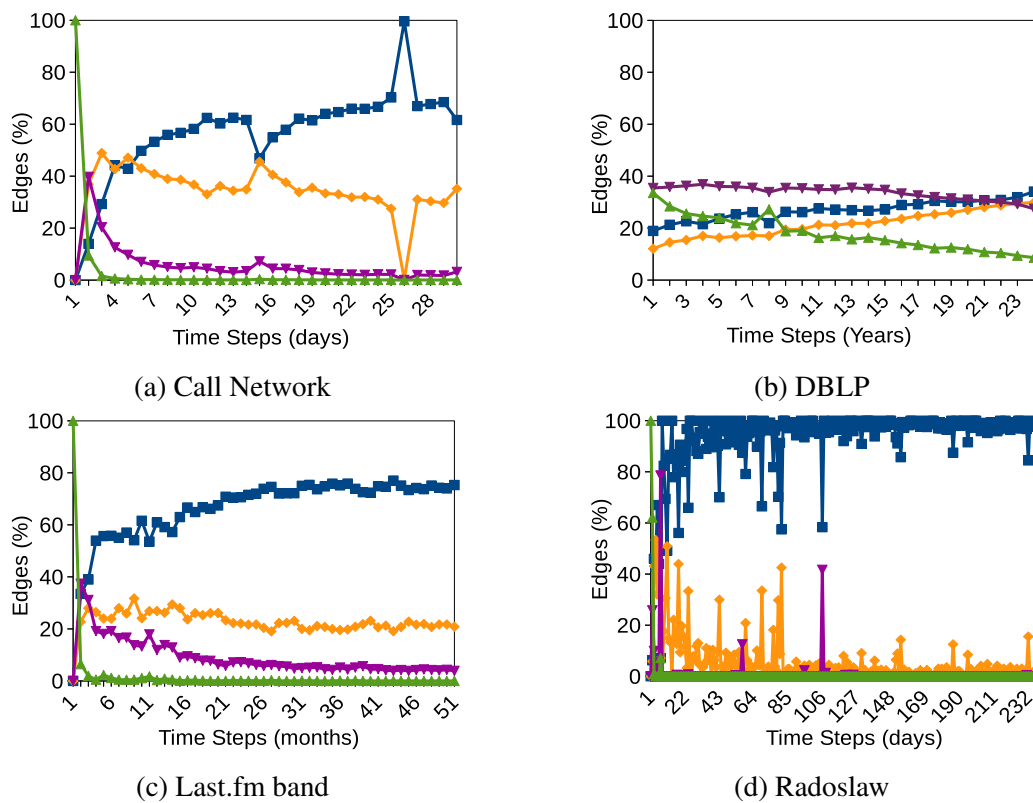 100
80
60
40
20
0
Edges (%)
1 4 7 10 13 16 19 22 25 28
Time Steps (days)
(a) Call Network
100
80
60
40
20
0
Edges (%)
1 3 5 7 9 11 13 15 17 19 21 23
Time Steps (Years)
(b) DBLP
100
80
60
40
20
0
Edges (%)
1 6 11 16 21 26 31 36 41 46 51
Time Steps (months)
(c) Last.fm band
100
80
60
40
20
0
Edges (%)
1 22 43 64 85 106 127 148 169 190 211 232
Time Steps (days)
(d) Radoslaw